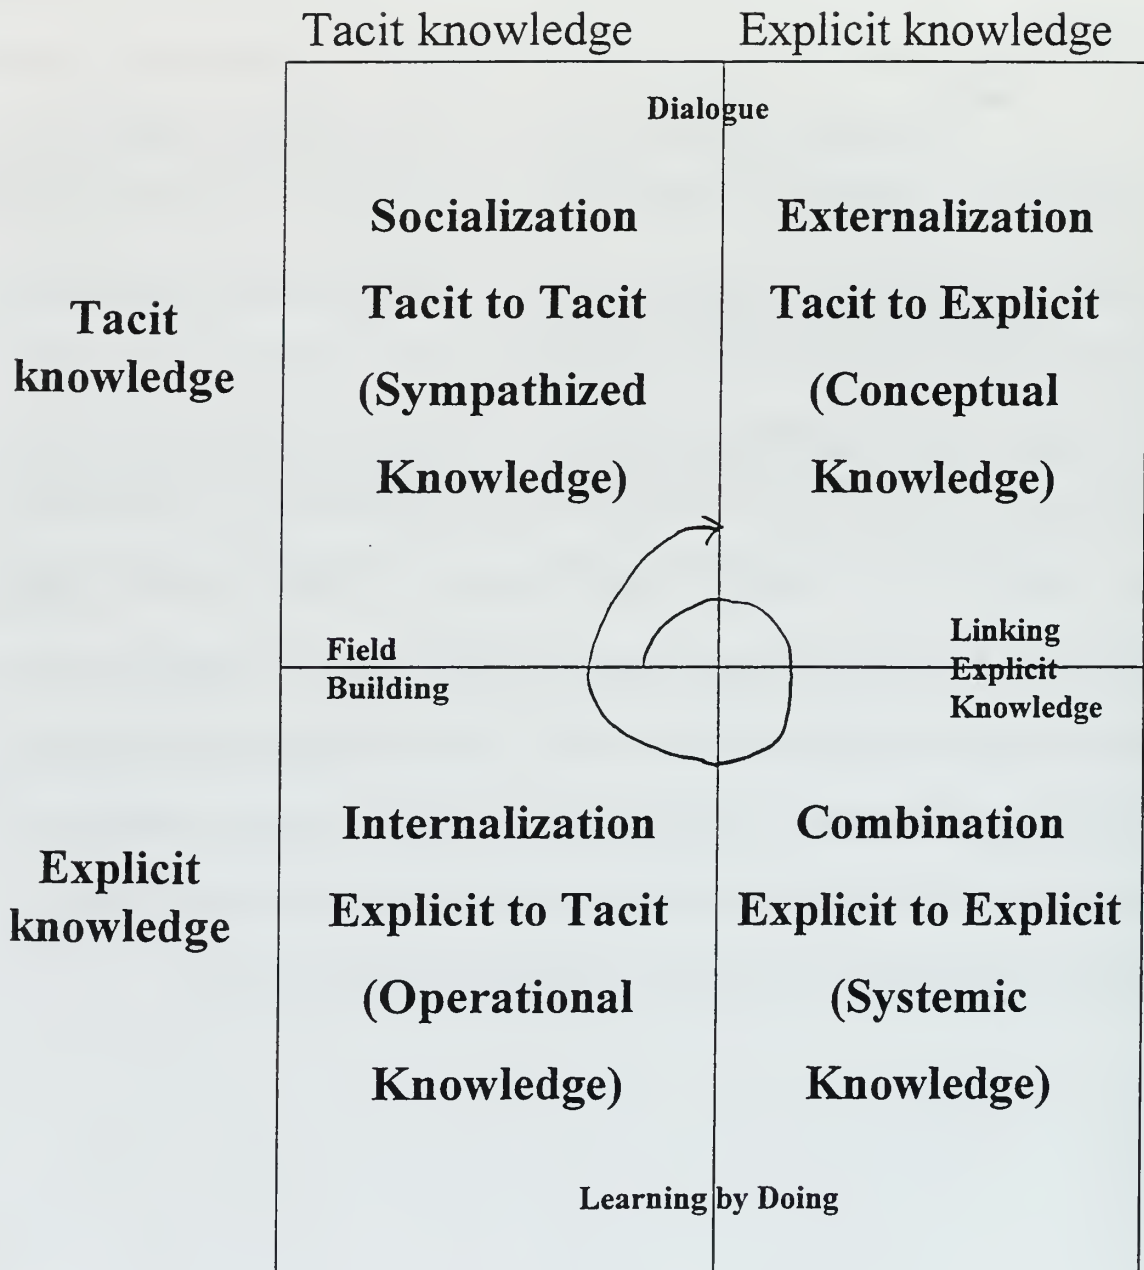 Tacit knowledge
Explicit knowledge
Dialogue
Tacit
knowledge
Socialization
Tacit to Tacit
(Sympathized
Knowledge)
Externalization
Tacit to Explicit
(Conceptual
Knowledge)
Field
Building
Linking
Explicit
Knowledge
Explicit
knowledge
Internalization
Explicit to Tacit
(Operational
Knowledge)
Combination
Explicit to Explicit
(Systemic
Knowledge)
Learning by Doing